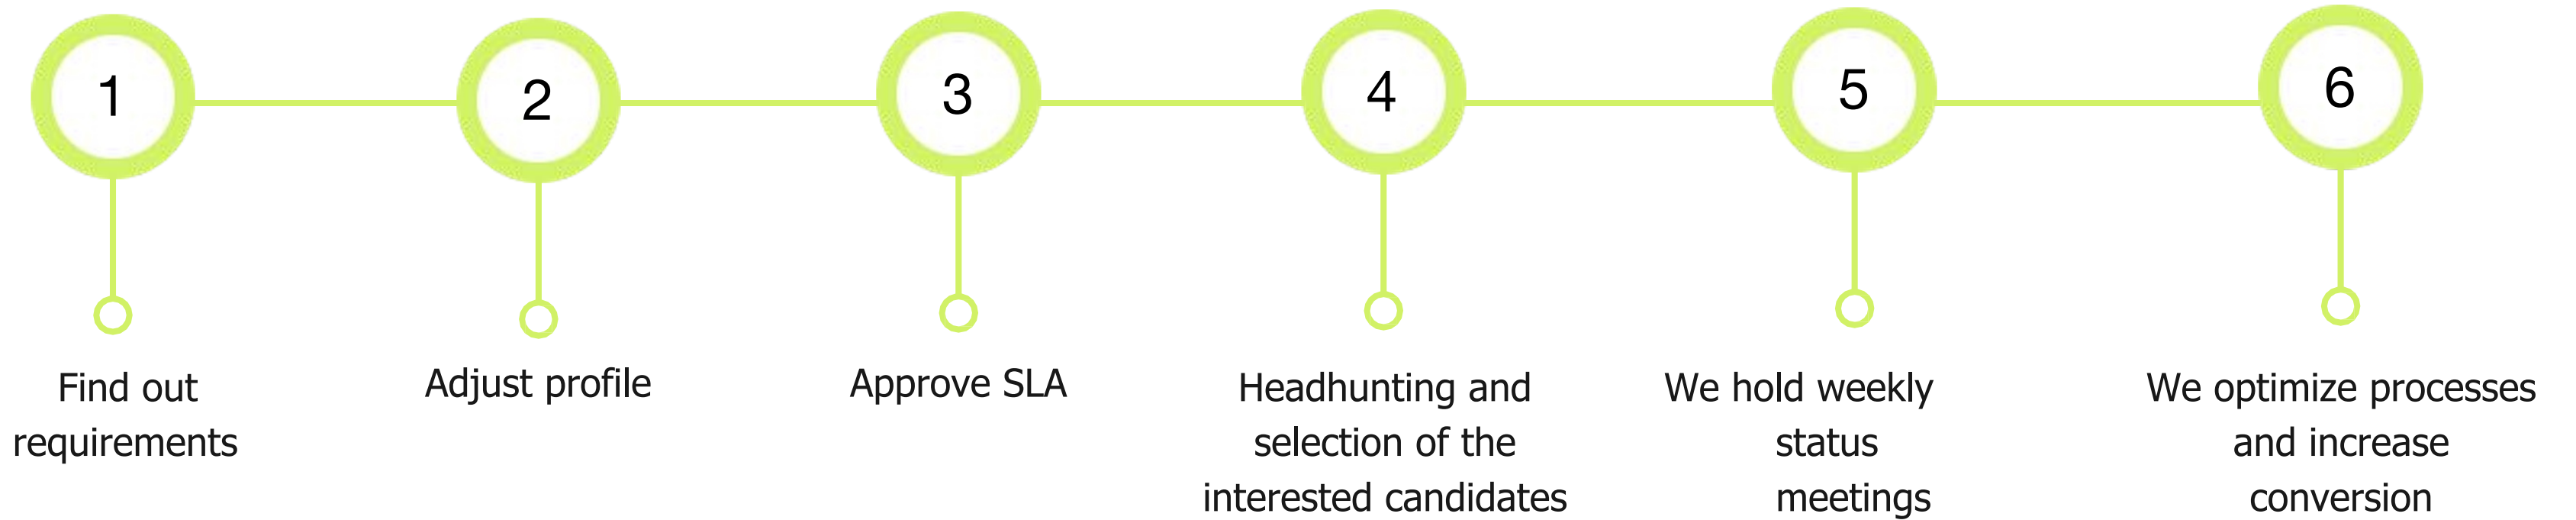 1
2
3
4
5
6
Find out
requirements
Adjust profile
Approve SLA
Headhunting and
selection of the
interested candidates
We hold weekly
status
meetings
We optimize processes
and increase
conversion